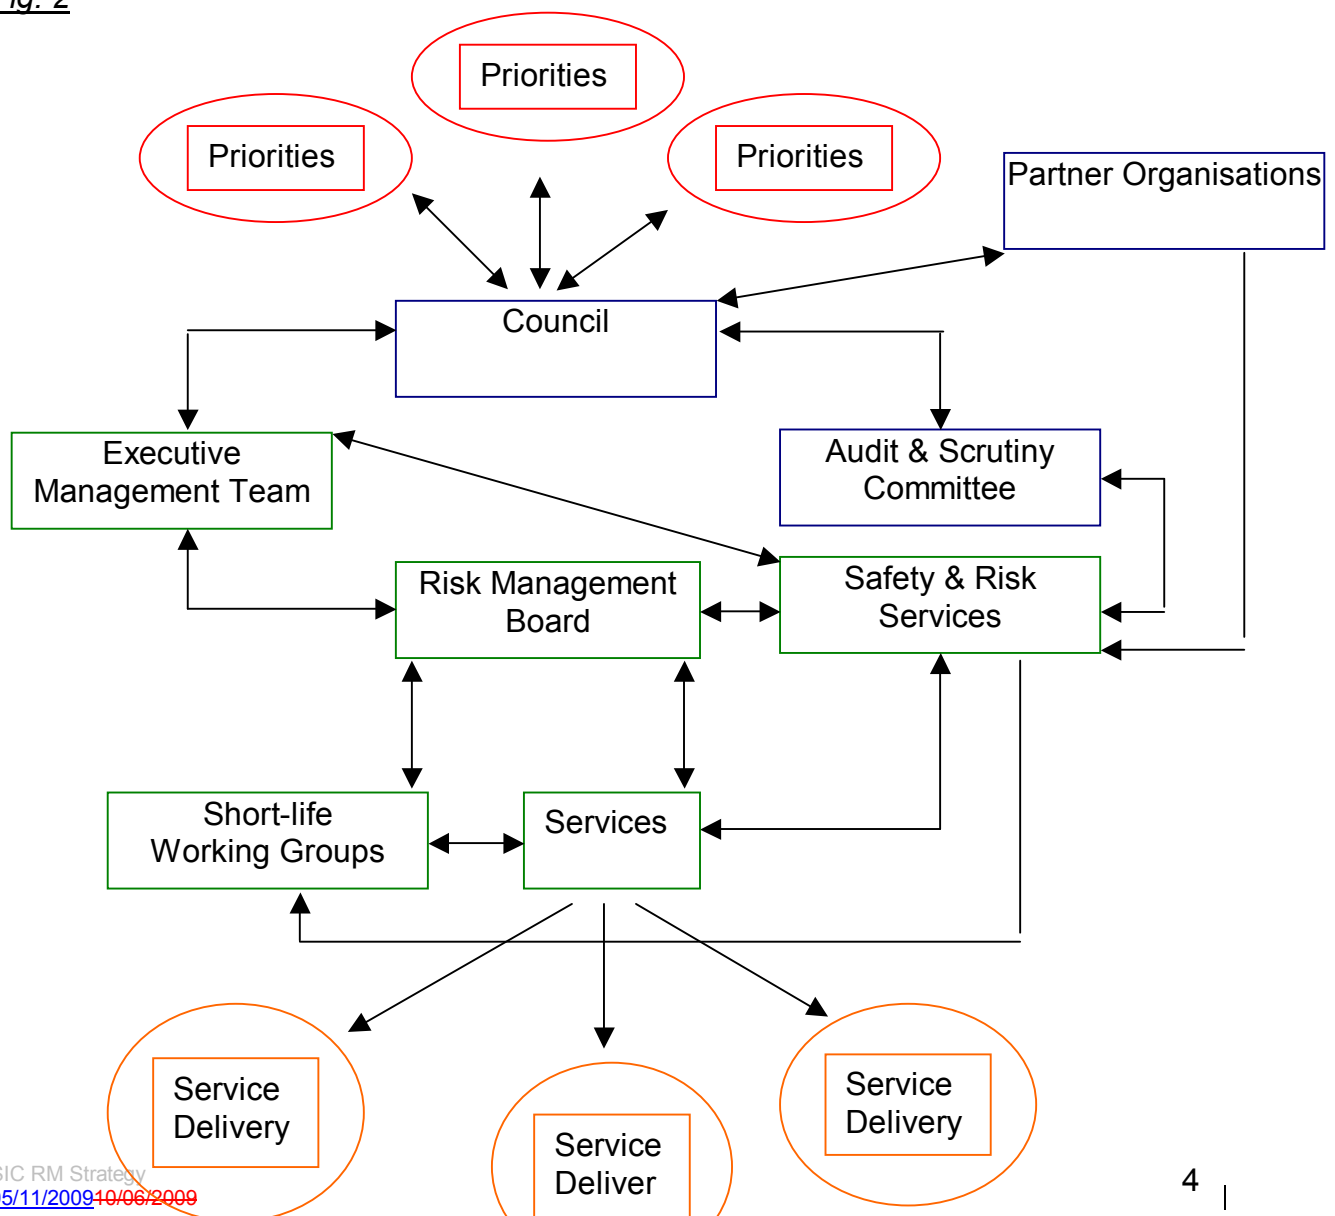 Fig. 2
Priorities
Priorities
Priorities
Partner Organisations
Council
Executive
Management Team
Audit & Scrutiny
Committee
Risk Management
Board
Safety & Risk
Services
Short-life
Working Groups
Services
Service
Delivery
Service
Deliver
Service
Delivery
SIC RM Strategy
05/11/200910/06/2009
4